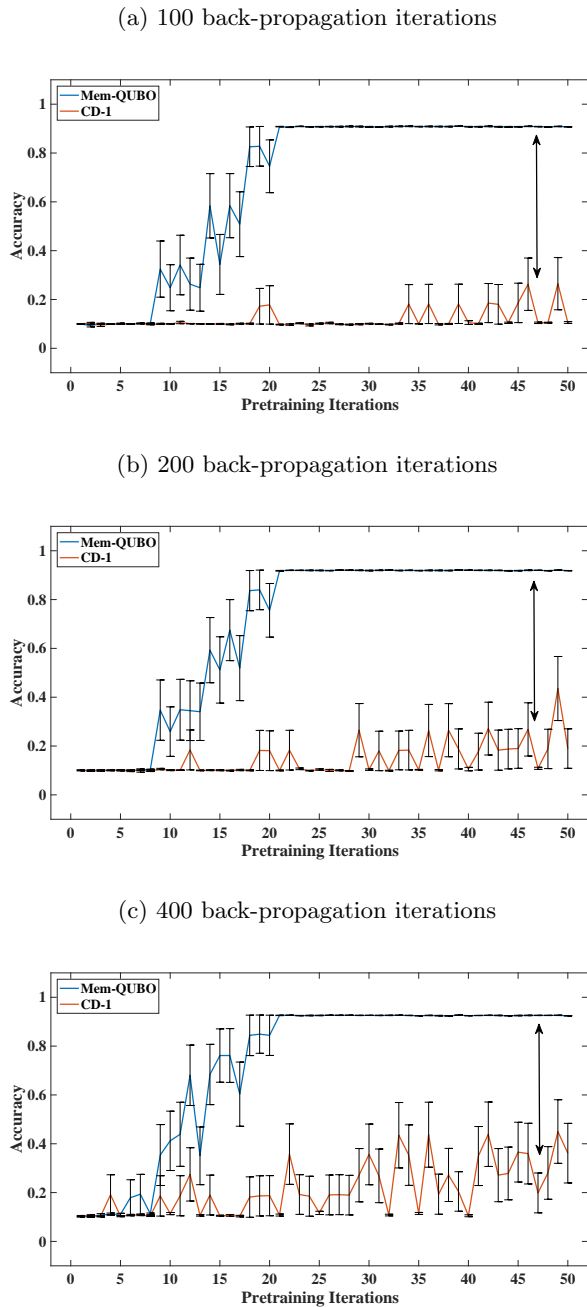 (a) 100 back-propagation iterations
1
Mem-QUBO
CD-1
0.8
0.6
0.4
0.2
0
Accuracy
0 5 10 15 20 25 30 35 40 45 50
Pretraining Iterations
(b) 200 back-propagation iterations
1
Mem-QUBO
CD-1
0.8
0.6
0.4
0.2
0
Accuracy
0 5 10 15 20 25 30 35 40 45 50
Pretraining Iterations
(c) 400 back-propagation iterations
1
Mem-QUBO
CD-1
0.8
0.6
0.4
0.2
0
Accuracy
0 5 10 15 20 25 30 35 40 45 50
Pretraining Iterations